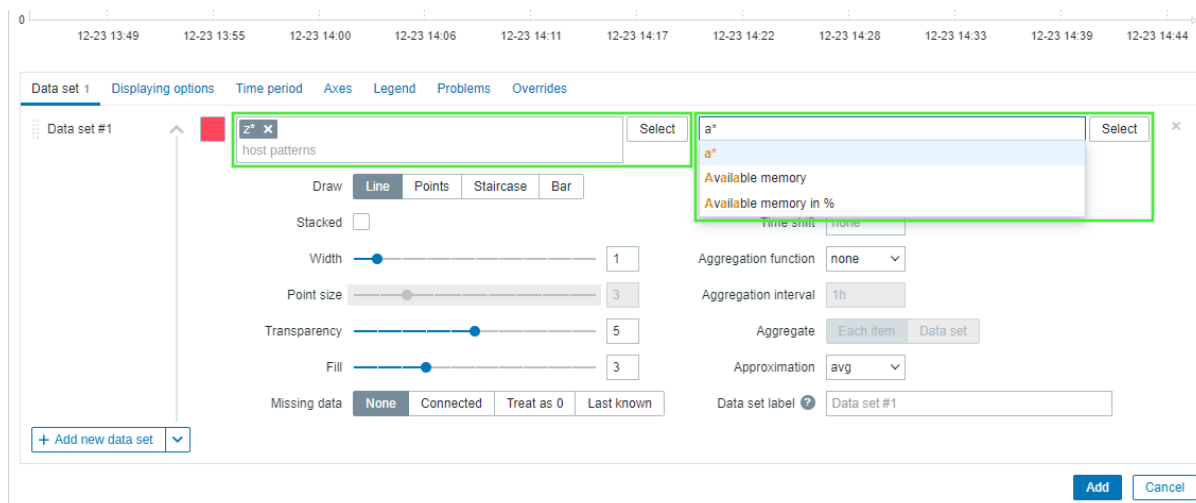 0
12-23 13:49 12-23 13:55 12-23 14:00 12-23 14:06 12-23 14:11 12-23 14:17 12-23 14:22 12-23 14:28 12-23 14:33 12-23 14:39 12-23 14:44
Data set 1 Displaying options Time period Axes Legend Problems Overrides
Data set #1 z* × Select a* Select ×
host patterns
a*
Available memory
Available memory in %
Draw Line Points Staircase Bar
Stacked Time shift none
Width 1 Aggregation function none
Point size 3 Aggregation interval 1h
Transparency 5 Aggregate Each item Data set
Fill 3 Approximation avg
Missing data None Connected Treat as 0 Last known Data set label ? Data set #1
+ Add new data set
Add Cancel